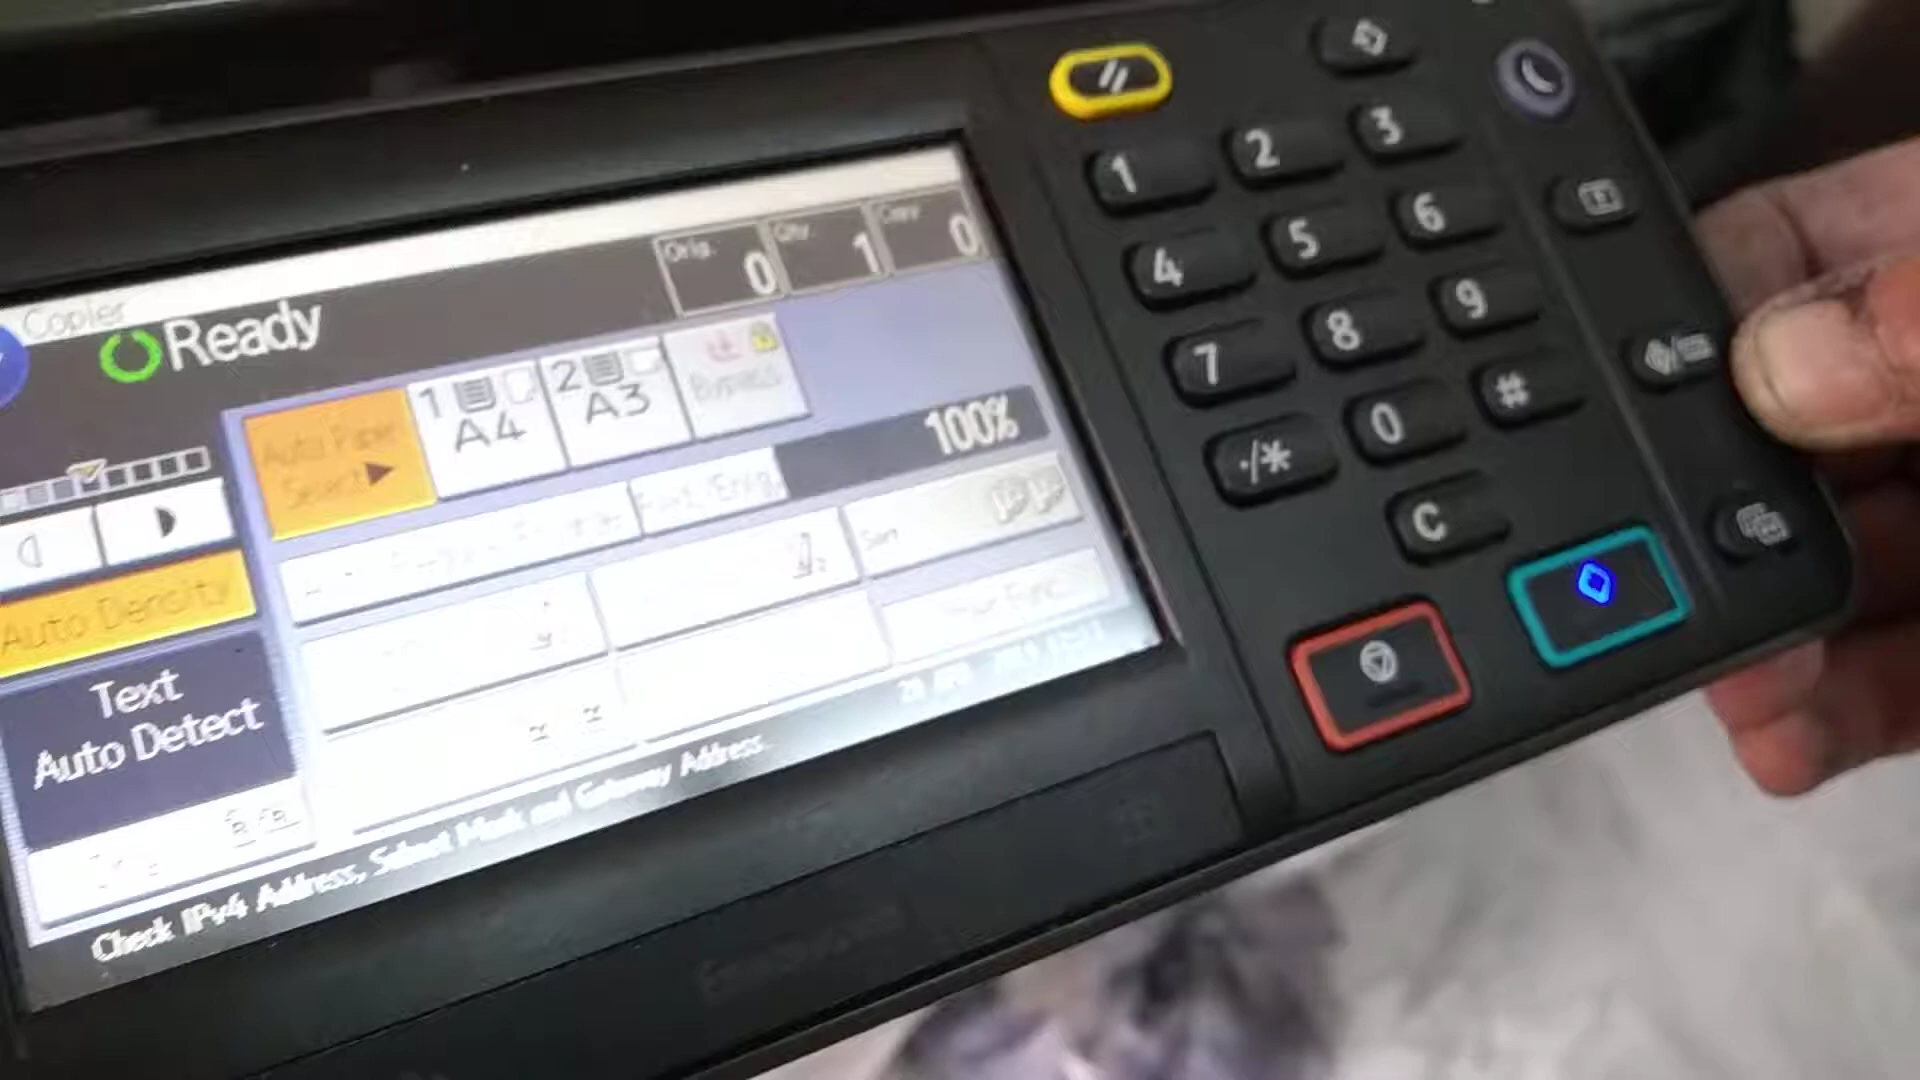 Copier
Ready
Orig.
0
Qty.
1
Copy
0
Auto Paper
Select▶
1
A4
2
A3
Bypass
100%
Auto Density
Text
Auto Detect
Sort
Check IPv4 Address, Select Mask and Gateway Address.
1
2
3
4
5
6
7
8
9
./*
0
#
C